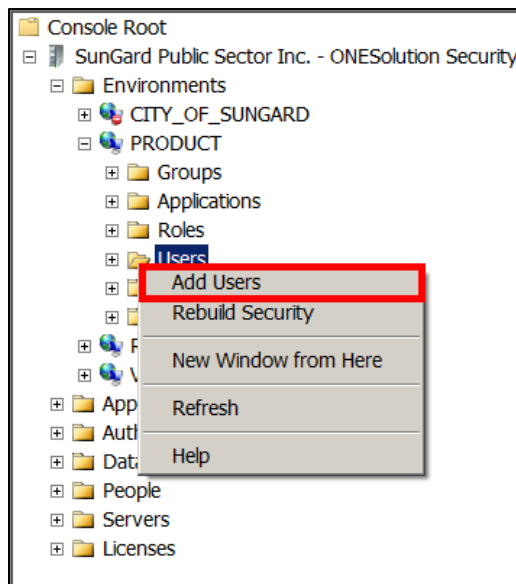 Console Root
SunGard Public Sector Inc. - ONESolution Security
Environments
CITY_OF_SUNGARD
PRODUCT
Groups
Applications
Roles
Users
Add Users
Rebuild Security
New Window from Here
Refresh
Help
People
Servers
Licenses